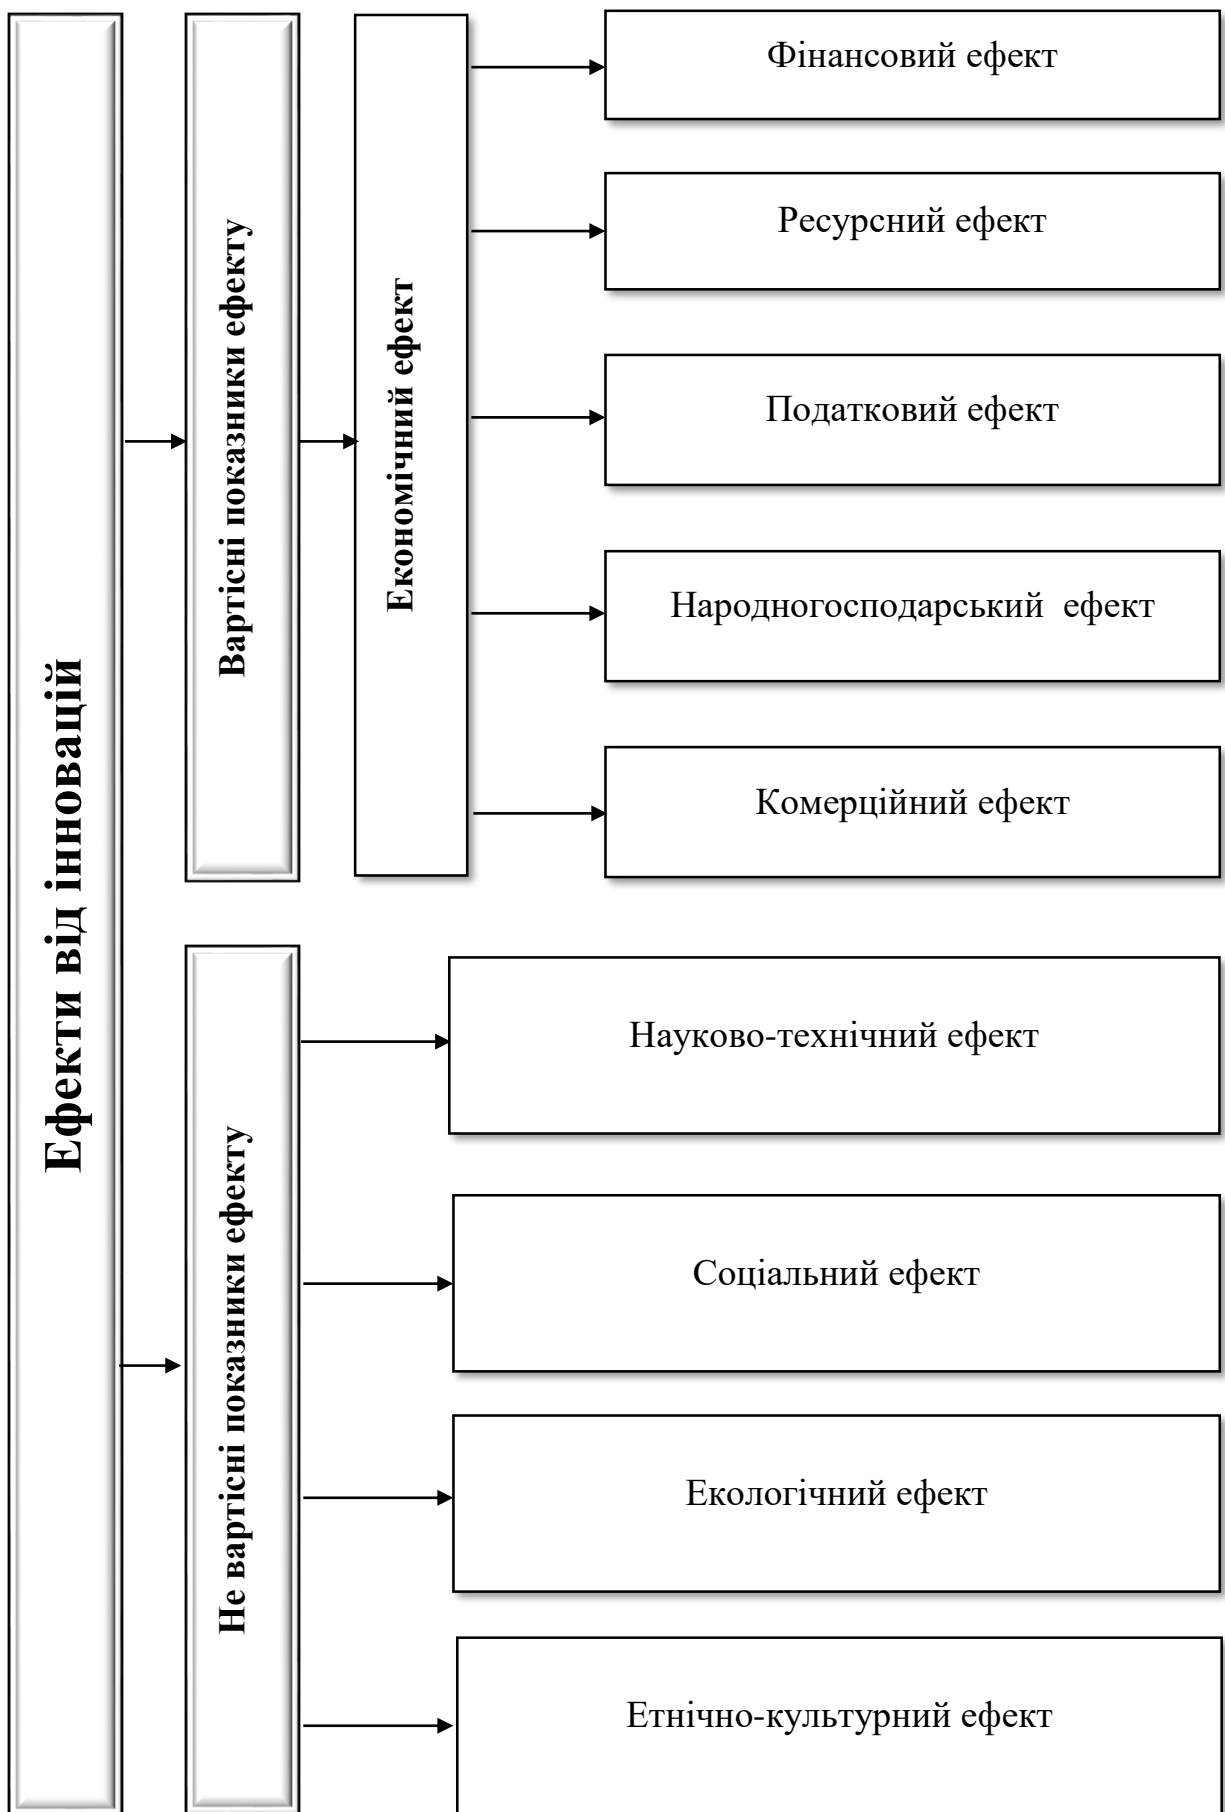 Ефекти від інновацій
Вартісні показники ефекту
Економічний ефект
Фінансовий ефект
Ресурсний ефект
Податковий ефект
Народногосподарський  ефект
Комерційний ефект
Не вартісні показники ефекту
Науково-технічний ефект
Соціальний ефект
Екологічний ефект
Етнічно-культурний ефект